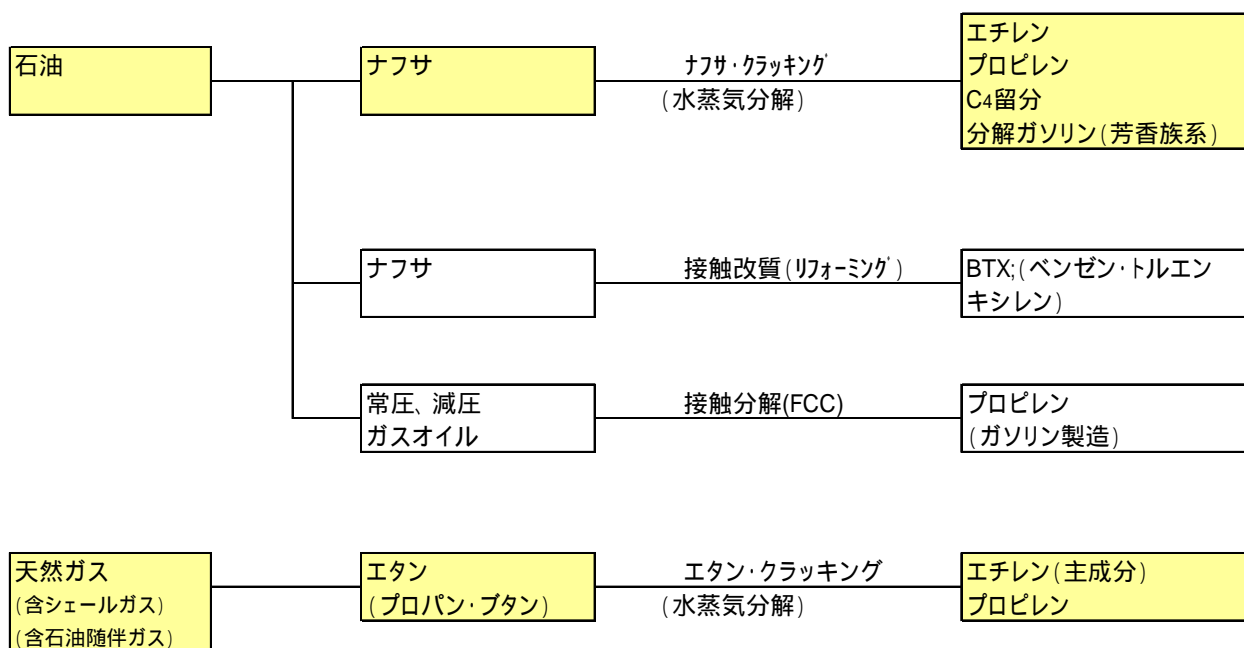 石油
ナフサ
ﾅﾌｻ･ｸﾗｯｷﾝｸﾞ
(水蒸気分解)
エチレン
プロピレン
C4留分
分解ガソリン(芳香族系)
ナフサ
接触改質(ﾘﾌｫｰﾐﾝｸﾞ)
BTX;(ベンゼン・トルエン
キシレン)
常圧、減圧
ガスオイル
接触分解(FCC)
プロピレン
(ガソリン製造)
天然ガス
(含シェールガス)
(含石油随伴ガス)
エタン
(プロパン・ブタン)
エタン・クラッキング
(水蒸気分解)
エチレン(主成分)
プロピレン